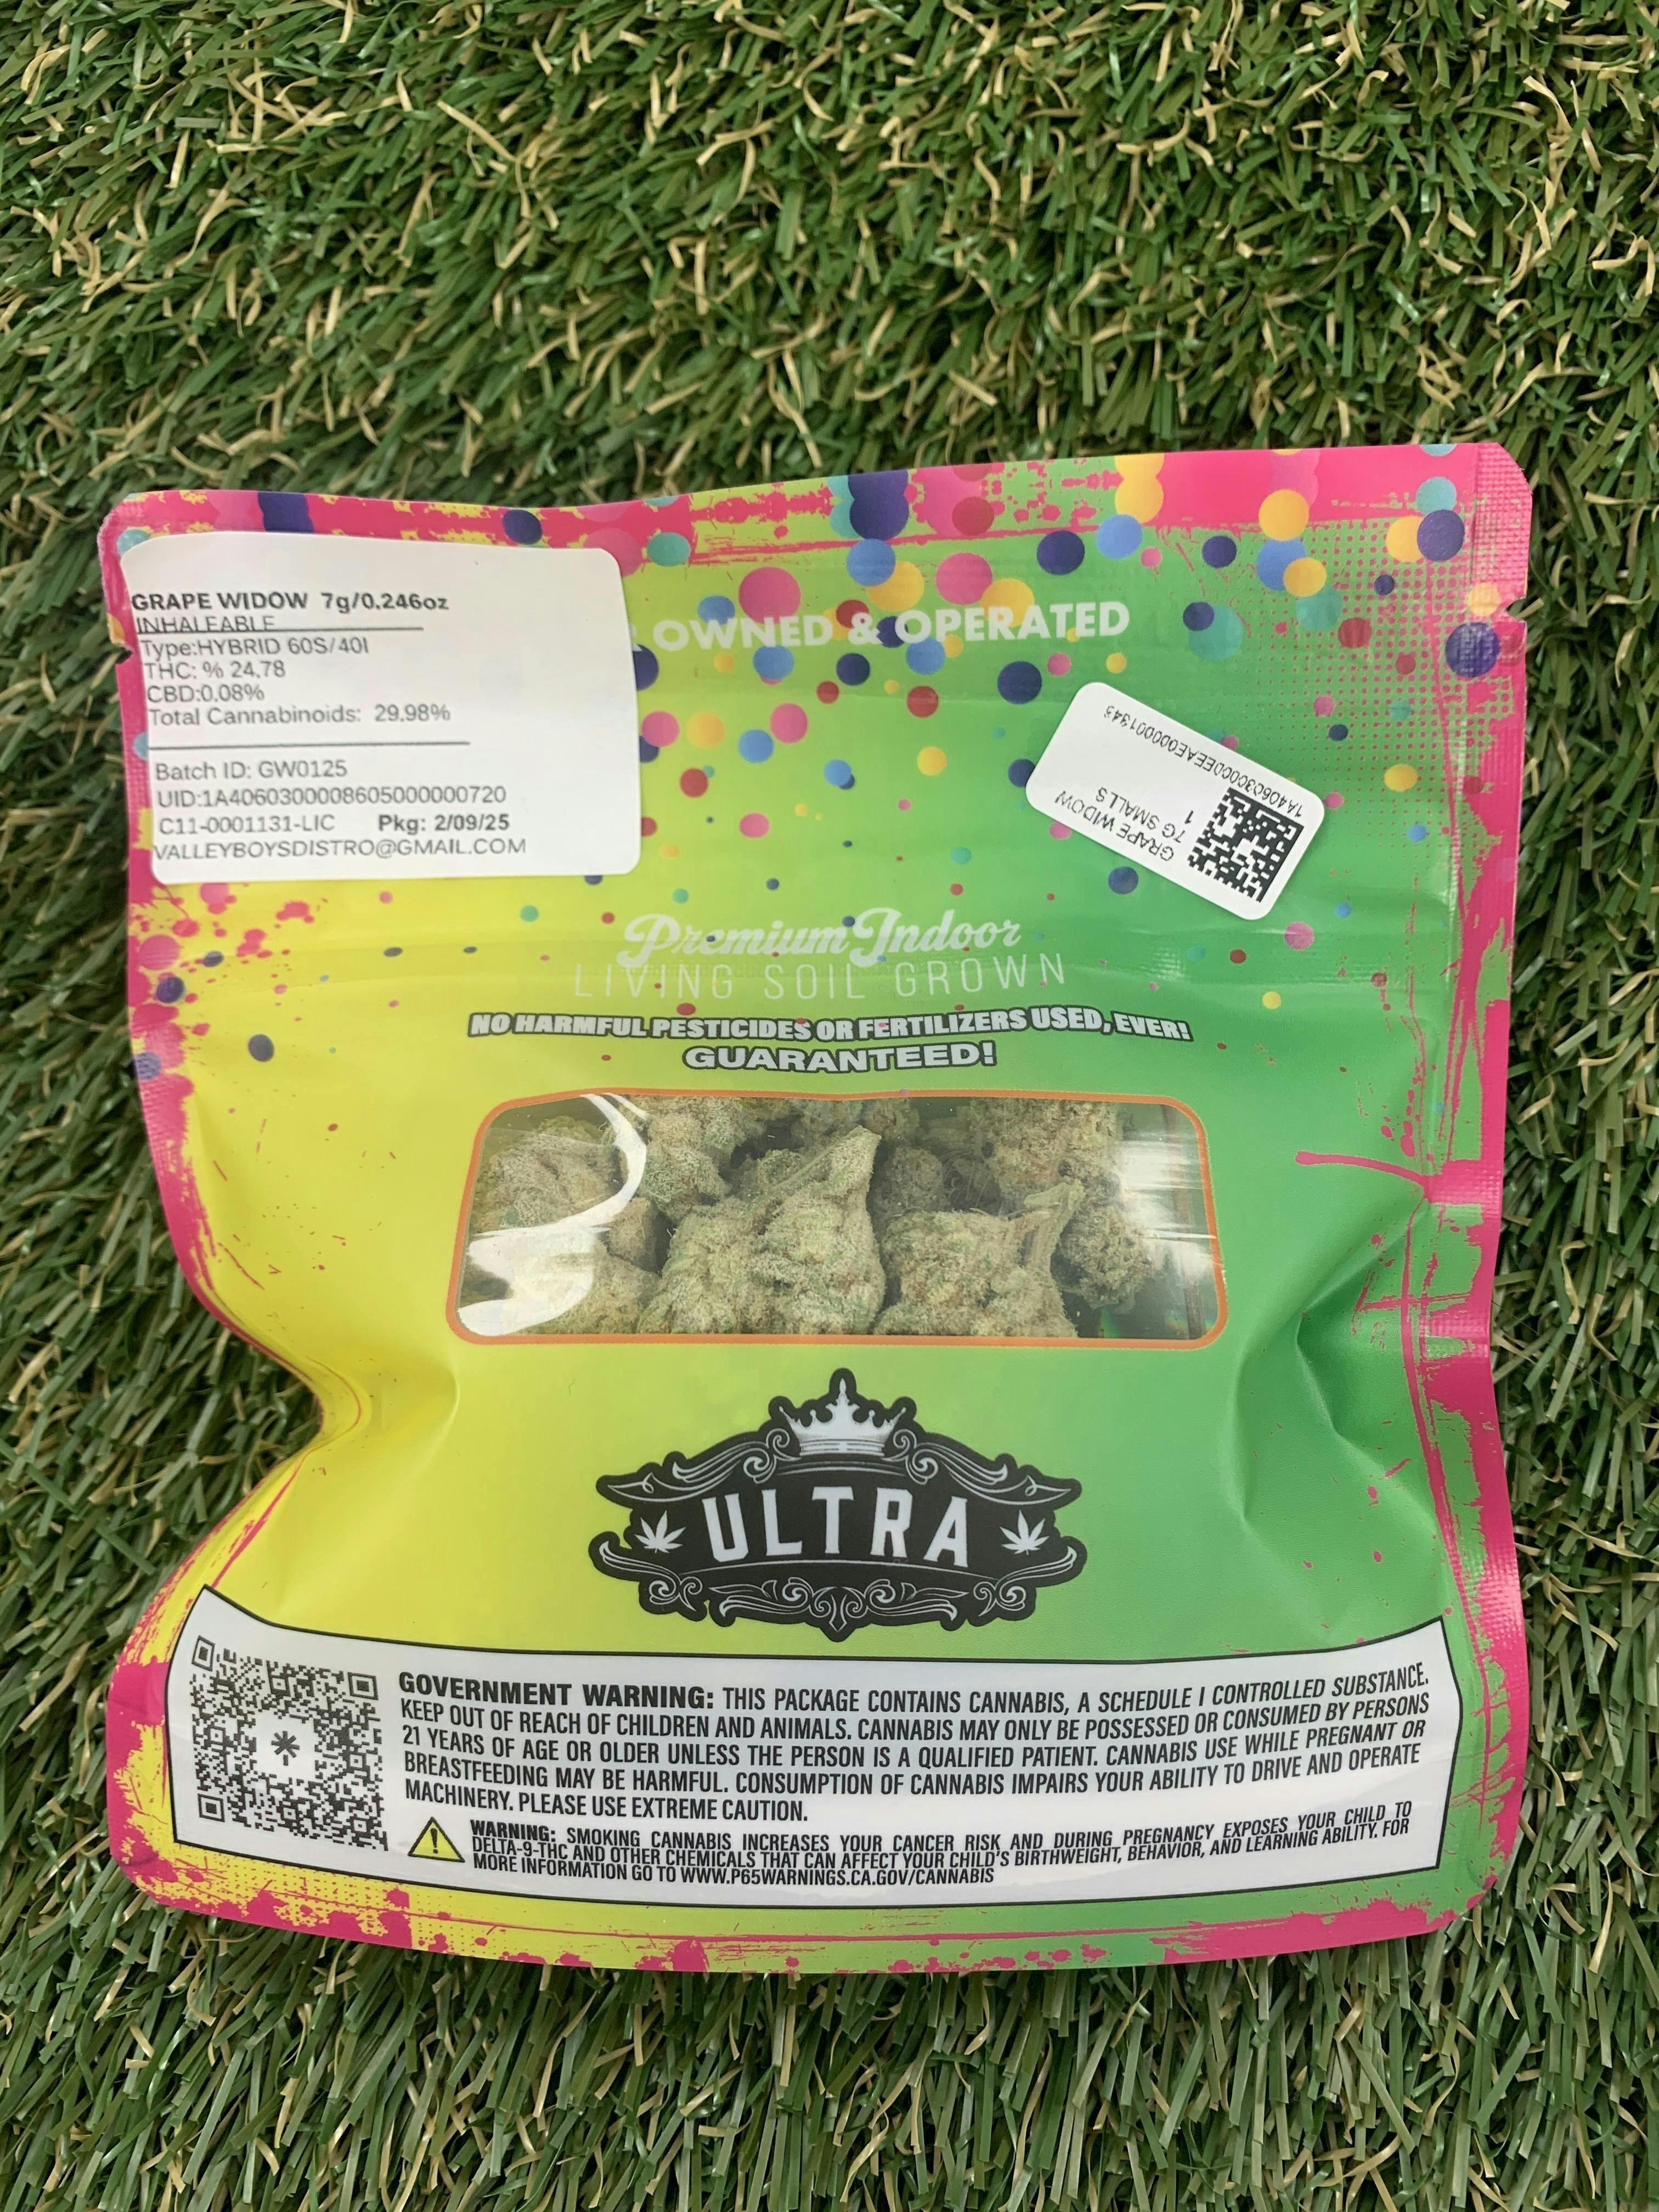 GRAPE WIDOW 7g/0.246oz
INHALEABLE
Type:HYBRID 60S/40I
THC: % 24.78
CBD:0.08%
Total Cannabinoids: 29.98%
Batch ID: GW0125
UID:1A4060300008605000000720
C11-0001131-LIC Pkg: 2/09/25
VALLEYBOYSDISTRO@GMAIL.COM
OWNED & OPERATED
GRAPE WIDOW
7G SMALLS
1
Premium Indoor
LIVING SOIL GROWN
NO HARMFUL PESTICIDES OR FERTILIZERS USED, EVER!
GUARANTEED!
ULTRA
GOVERNMENT WARNING: THIS PACKAGE CONTAINS CANNABIS, A SCHEDULE I CONTROLLED SUBSTANCE.
KEEP OUT OF REACH OF CHILDREN AND ANIMALS. CANNABIS MAY ONLY BE POSSESSED OR CONSUMED BY PERSONS
21 YEARS OF AGE OR OLDER UNLESS THE PERSON IS A QUALIFIED PATIENT. CANNABIS USE WHILE PREGNANT OR
BREASTFEEDING MAY BE HARMFUL. CONSUMPTION OF CANNABIS IMPAIRS YOUR ABILITY TO DRIVE AND OPERATE
MACHINERY. PLEASE USE EXTREME CAUTION.
WARNING: SMOKING CANNABIS INCREASES YOUR CANCER RISK AND DURING PREGNANCY EXPOSES YOUR CHILD TO
DELTA-9-THC AND OTHER CHEMICALS THAT CAN AFFECT YOUR CHILD'S BIRTHWEIGHT, BEHAVIOR, AND LEARNING ABILITY. FOR
MORE INFORMATION GO TO WWW.P65WARNINGS.CA.GOV/CANNABIS